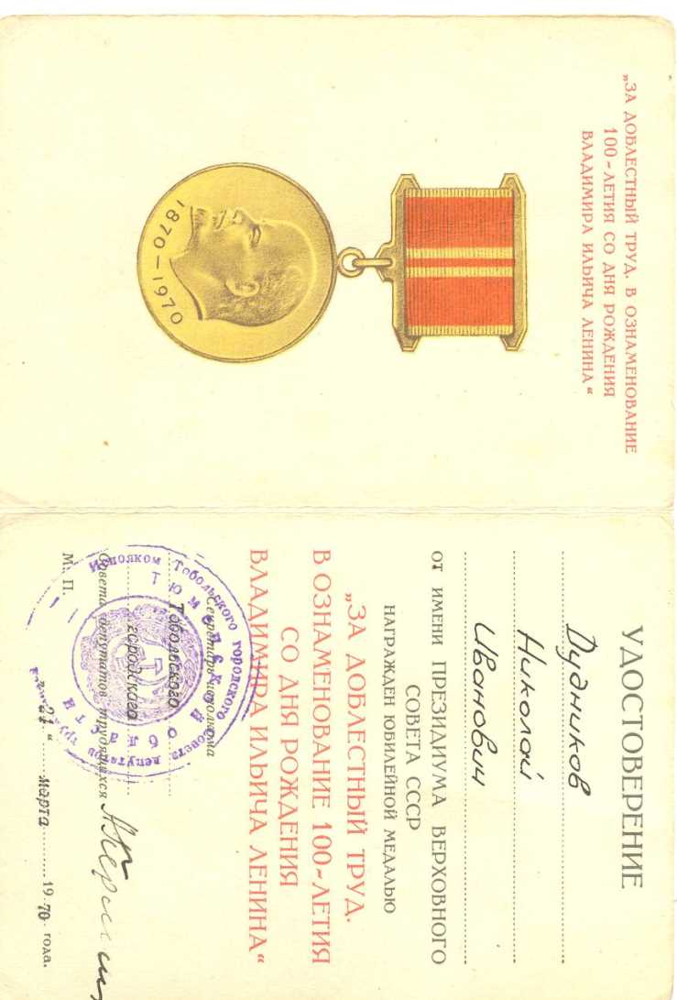 „ЗА ДОБЛЕСТНЫЙ ТРУД. В ОЗНАМЕНОВАНИЕ
100-ЛЕТИЯ СО ДНЯ РОЖДЕНИЯ
ВЛАДИМИРА ИЛЬИЧА ЛЕНИНА“
1870–1970
УДОСТОВЕРЕНИЕ
Дудников
Николай
Иванович
ОТ ИМЕНИ ПРЕЗИДИУМА ВЕРХОВНОГО
СОВЕТА СССР
НАГРАЖДЕН ЮБИЛЕЙНОЙ МЕДАЛЬЮ
„ЗА ДОБЛЕСТНЫЙ ТРУД.
В ОЗНАМЕНОВАНИЕ 100-ЛЕТИЯ
СО ДНЯ РОЖДЕНИЯ
ВЛАДИМИРА ИЛЬИЧА ЛЕНИНА“
Секретарь исполкома
Тобольского
городского
Совета депутатов трудящихся
М. П.
марта 1970 года.
Исполком Тобольского городского Совета депутатов
Тюменской области